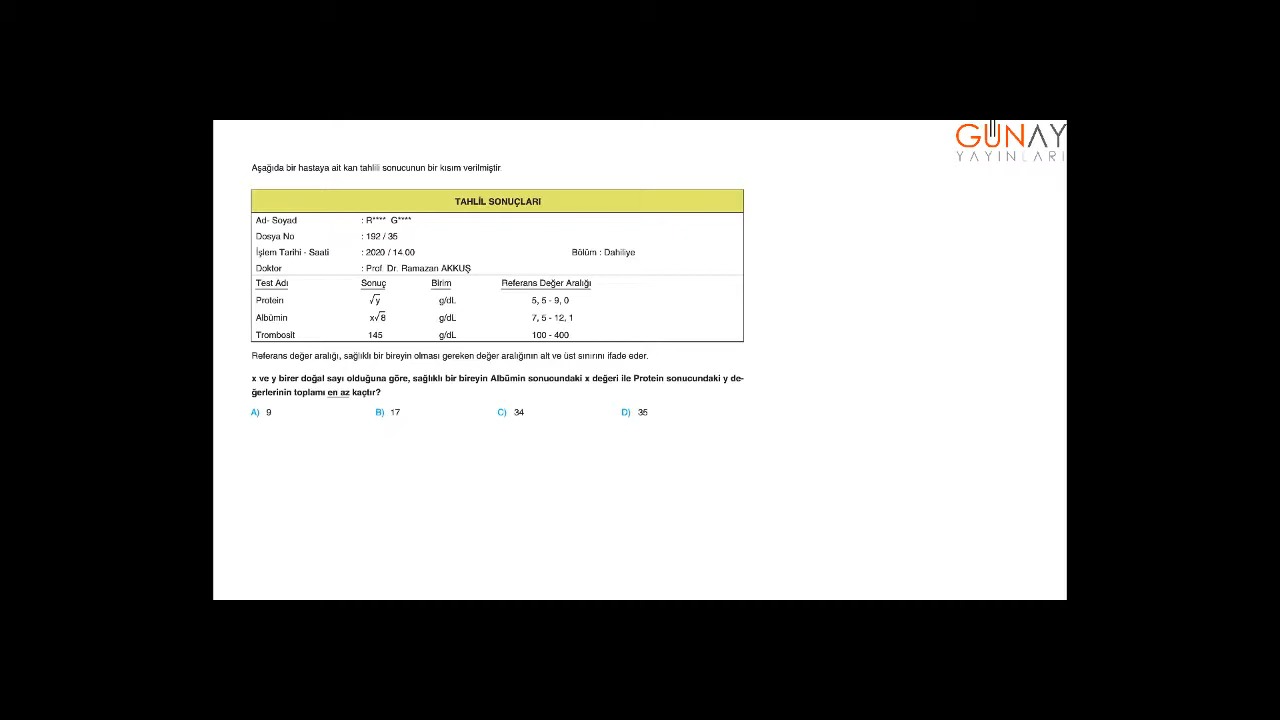 GÜNAY
YAYINLARI
Aşağıda bir hastaya ait kan tahlili sonucunun bir kısım verilmiştir.
TAHLİL SONUÇLARI
Ad- Soyad : R**** G****
Dosya No : 192 / 35
İşlem Tarihi - Saati : 2020 / 14.00 Bölüm : Dahiliye
Doktor : Prof. Dr. Ramazan AKKUŞ
Test Adı Sonuç Birim Referans Değer Aralığı
Protein √y g/dL 5, 5 - 9, 0
Albümin x√8 g/dL 7, 5 - 12, 1
Trombosit 145 g/dL 100 - 400
Referans değer aralığı, sağlıklı bir bireyin olması gereken değer aralığının alt ve üst sınırını ifade eder.
x ve y birer doğal sayı olduğuna göre, sağlıklı bir bireyin Albümin sonucundaki x değeri ile Protein sonucundaki y de-
ğerlerinin toplamı en az kaçtır?
A) 9 B) 17 C) 34 D) 35